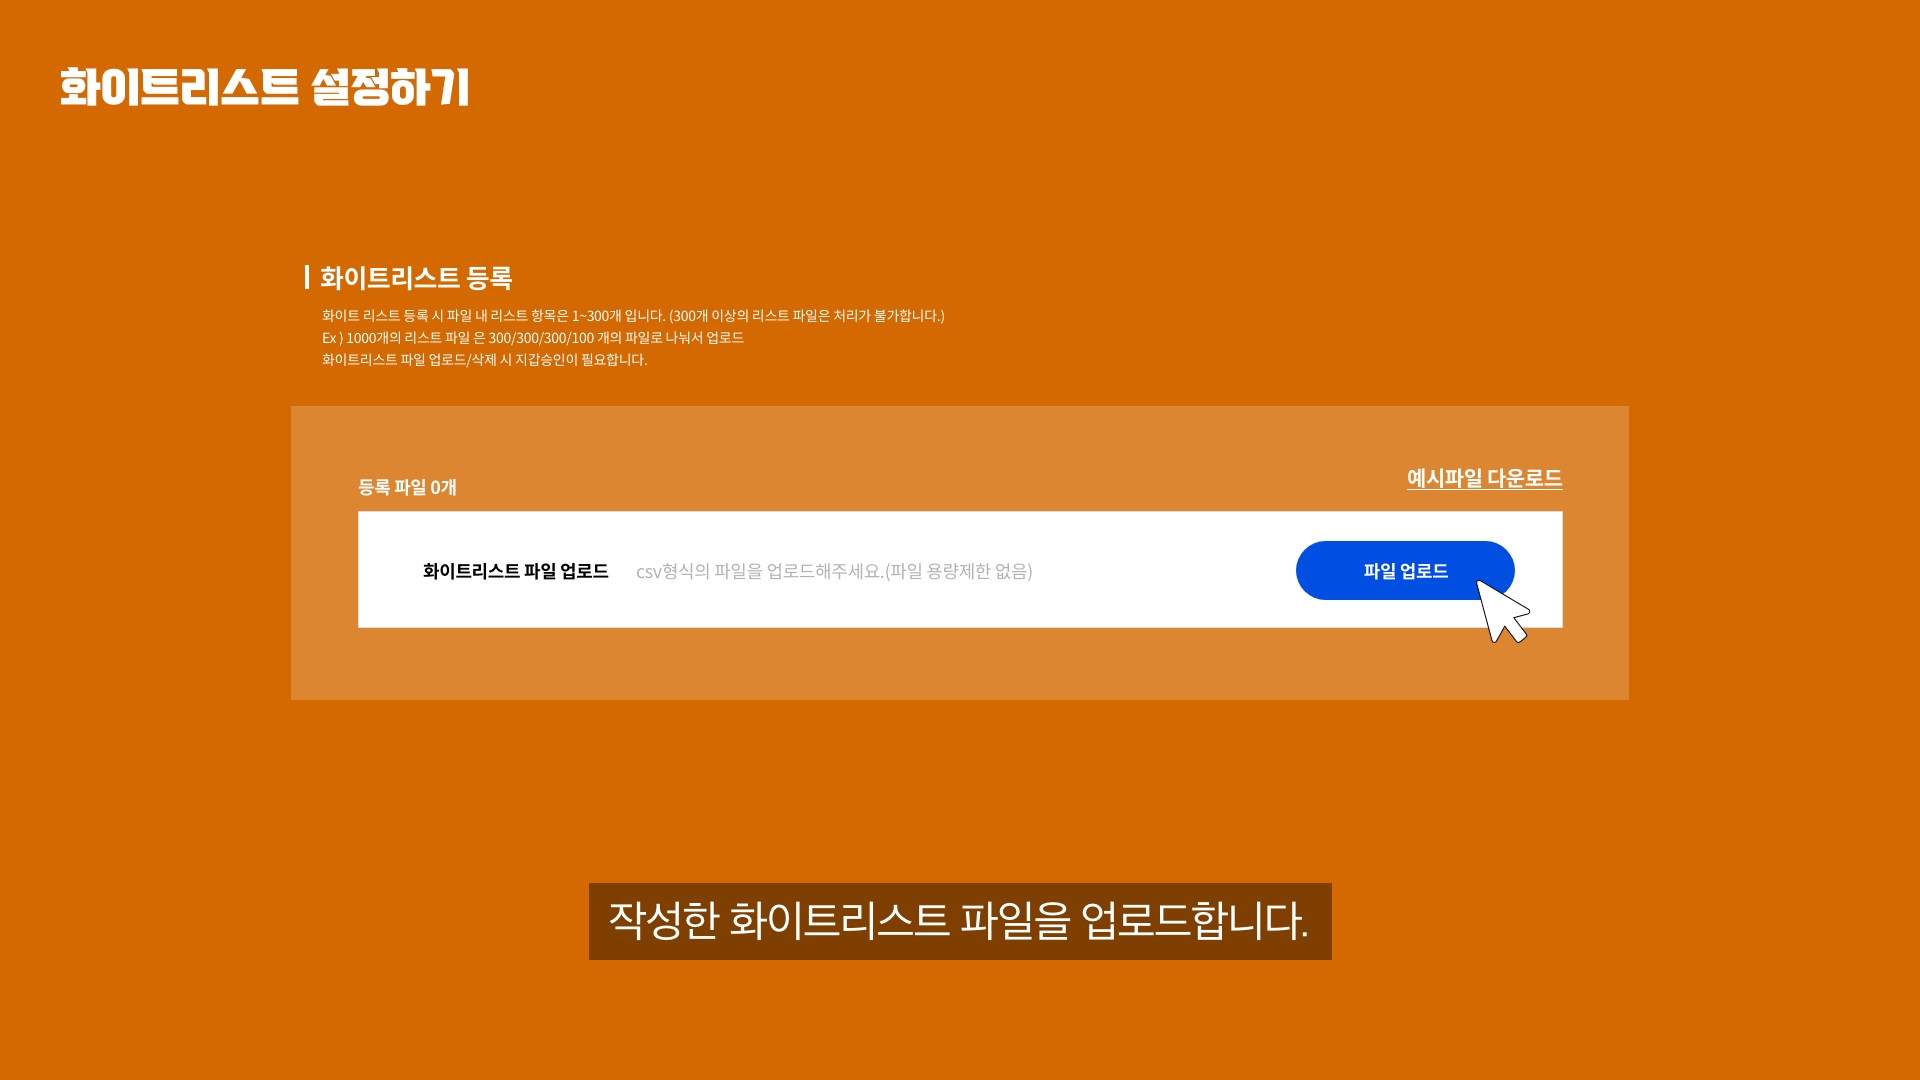 화이트리스트 설정하기
화이트리스트 등록
화이트 리스트 등록 시 파일 내 리스트 항목은 1~300개 입니다. (300개 이상의 리스트 파일은 처리가 불가합니다.)
Ex ) 1000개의 리스트 파일 은 300/300/300/100 개의 파일로 나눠서 업로드
화이트리스트 파일 업로드/삭제 시 지갑승인이 필요합니다.
등록 파일 0개
예시파일 다운로드
화이트리스트 파일 업로드 csv형식의 파일을 업로드해주세요.(파일 용량제한 없음)
파일 업로드
작성한 화이트리스트 파일을 업로드합니다.